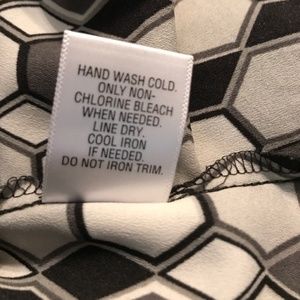 HAND WASH COLD.
ONLY NON-
CHLORINE BLEACH
WHEN NEEDED.
LINE DRY.
COOL IRON
IF NEEDED.
DO NOT IRON TRIM.